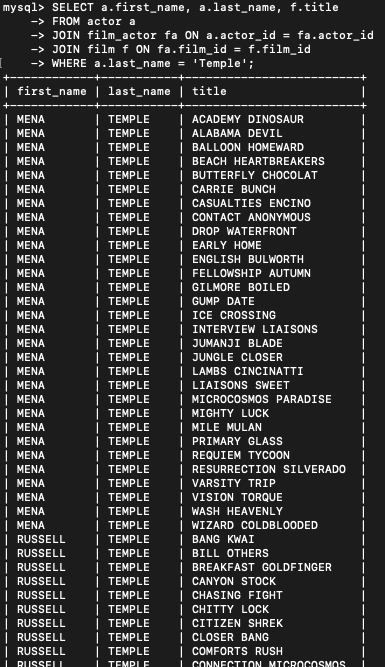 mysql> SELECT a.first_name, a.last_name, f.title
-> FROM actor a
-> JOIN film_actor fa ON a.actor_id = fa.actor_id
-> JOIN film f ON fa.film_id = f.film_id
-> WHERE a.last_name = 'Temple';
+------------+-----------+------------------------+
| first_name | last_name | title |
+------------+-----------+------------------------+
| MENA | TEMPLE | ACADEMY DINOSAUR |
| MENA | TEMPLE | ALABAMA DEVIL |
| MENA | TEMPLE | BALLOON HOMEWARD |
| MENA | TEMPLE | BEACH HEARTBREAKERS |
| MENA | TEMPLE | BUTTERFLY CHOCOLAT |
| MENA | TEMPLE | CARRIE BUNCH |
| MENA | TEMPLE | CASUALTIES ENCINO |
| MENA | TEMPLE | CONTACT ANONYMOUS |
| MENA | TEMPLE | DROP WATERFRONT |
| MENA | TEMPLE | EARLY HOME |
| MENA | TEMPLE | ENGLISH BULWORTH |
| MENA | TEMPLE | FELLOWSHIP AUTUMN |
| MENA | TEMPLE | GILMORE BOILED |
| MENA | TEMPLE | GUMP DATE |
| MENA | TEMPLE | ICE CROSSING |
| MENA | TEMPLE | INTERVIEW LIAISONS |
| MENA | TEMPLE | JUMANJI BLADE |
| MENA | TEMPLE | JUNGLE CLOSER |
| MENA | TEMPLE | LAMBS CINCINATTI |
| MENA | TEMPLE | LIAISONS SWEET |
| MENA | TEMPLE | MICROCOSMOS PARADISE |
| MENA | TEMPLE | MIGHTY LUCK |
| MENA | TEMPLE | MILE MULAN |
| MENA | TEMPLE | PRIMARY GLASS |
| MENA | TEMPLE | REQUIEM TYCOON |
| MENA | TEMPLE | RESURRECTION SILVERADO |
| MENA | TEMPLE | VARSITY TRIP |
| MENA | TEMPLE | VISION TORQUE |
| MENA | TEMPLE | WASH HEAVENLY |
| MENA | TEMPLE | WIZARD COLDBLOODED |
| RUSSELL | TEMPLE | BANG KWAI |
| RUSSELL | TEMPLE | BILL OTHERS |
| RUSSELL | TEMPLE | BREAKFAST GOLDFINGER |
| RUSSELL | TEMPLE | CANYON STOCK |
| RUSSELL | TEMPLE | CHASING FIGHT |
| RUSSELL | TEMPLE | CHITTY LOCK |
| RUSSELL | TEMPLE | CITIZEN SHREK |
| RUSSELL | TEMPLE | CLOSER BANG |
| RUSSELL | TEMPLE | COMFORTS RUSH |
| RUSSELL | TEMPLE | CONNECTION MICROCOSMOS |